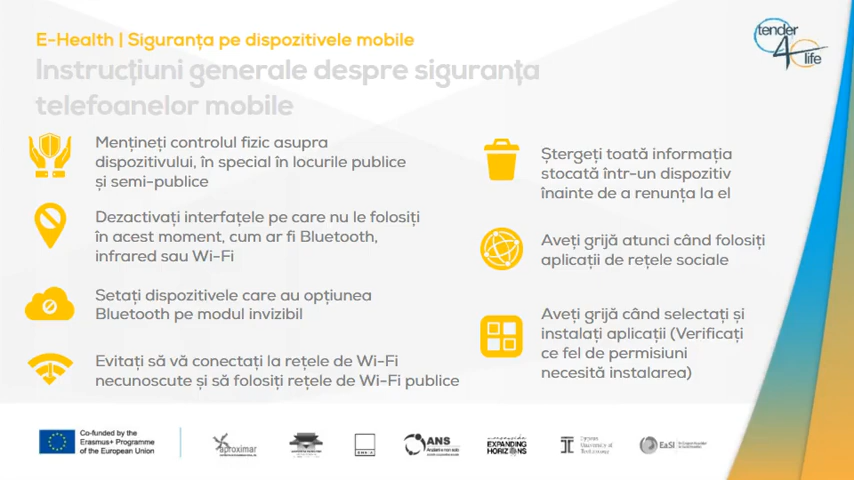 E-Health | Siguranța pe dispozitivele mobile
Instrucțiuni generale despre siguranța
telefoanelor mobile
tender
4
life
Mențineți controlul fizic asupra
dispozitivului, în special în locurile publice
și semi-publice
Dezactivați interfațele pe care nu le folosiți
în acest moment, cum ar fi Bluetooth,
infrared sau Wi-Fi
Setați dispozitivele care au opțiunea
Bluetooth pe modul invizibil
Evitați să vă conectați la rețele de Wi-Fi
necunoscute și să folosiți rețele de Wi-Fi publice
Ștergeți toată informația
stocată într-un dispozitiv
înainte de a renunța la el
Aveți grijă atunci când folosiți
aplicații de rețele sociale
Aveți grijă când selectați și
instalați aplicații (Verificați
ce fel de permisiuni
necesită instalarea)
Co-funded by the
Erasmus+ Programme
of the European Union
aproximar
ANS
EXPANDING
HORIZONS
EaSI